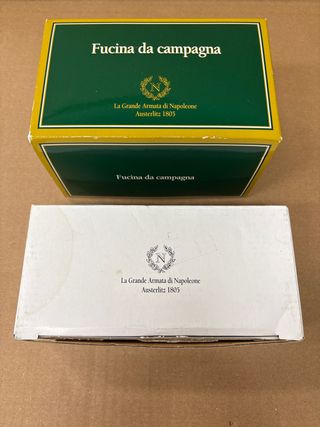 Fucina da campagna
N
La Grande Armata di Napoleone
Austerlitz 1805
Fucina da campagna
N
La Grande Armata di Napoleone
Austerlitz 1805